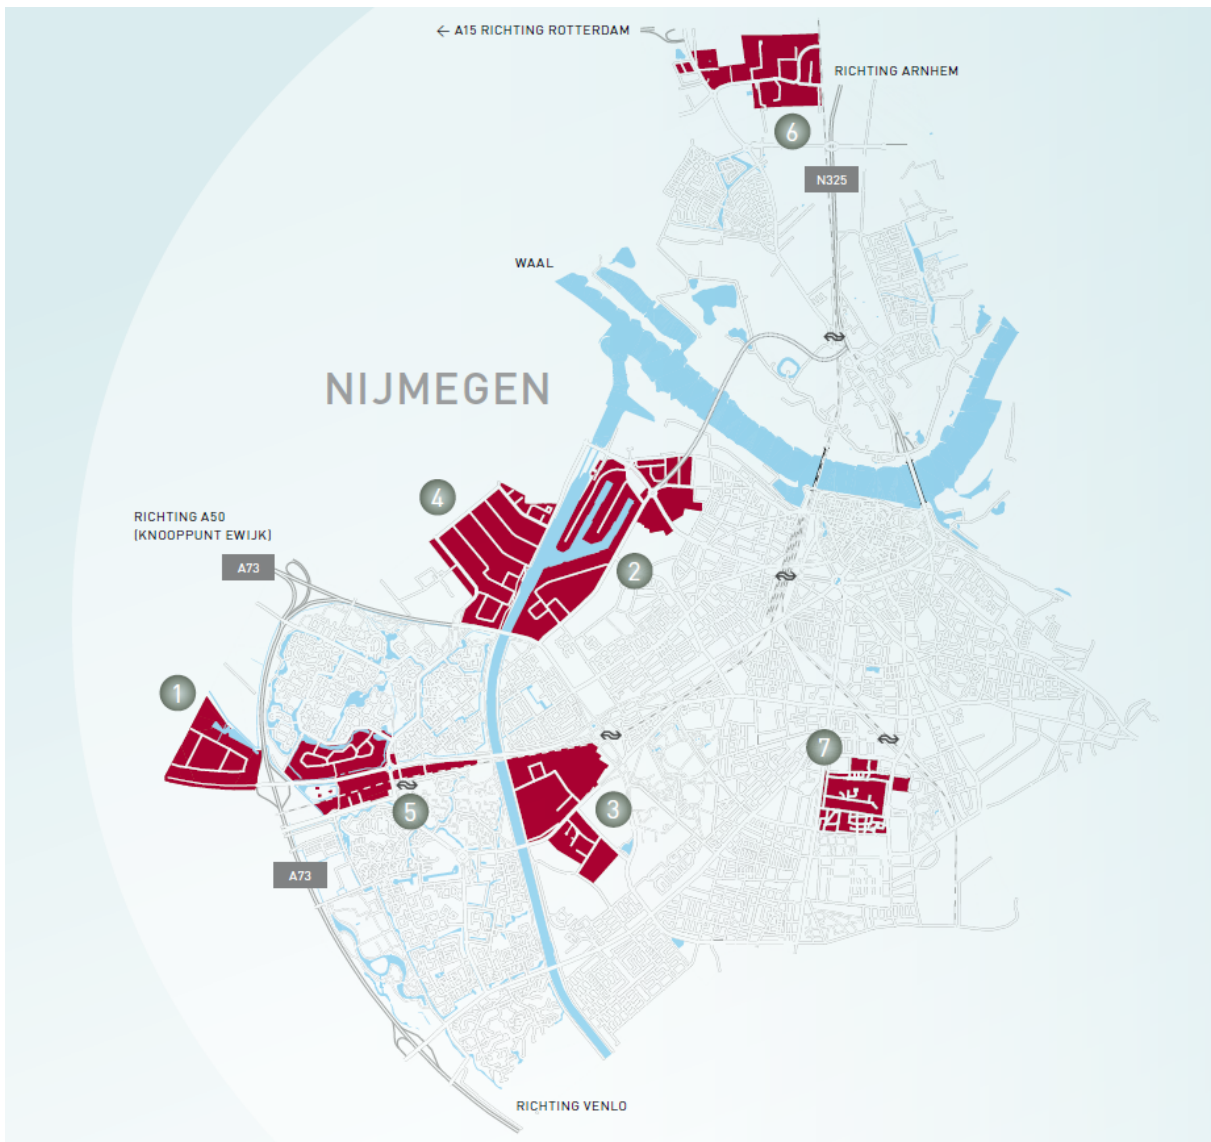 ← A15 RICHTING ROTTERDAM
RICHTING ARNHEM
6
N325
WAAL
NIJMEGEN
4
RICHTING A50
(KNOOPPUNT EWIJK)
A73
2
1
7
5
3
A73
RICHTING VENLO